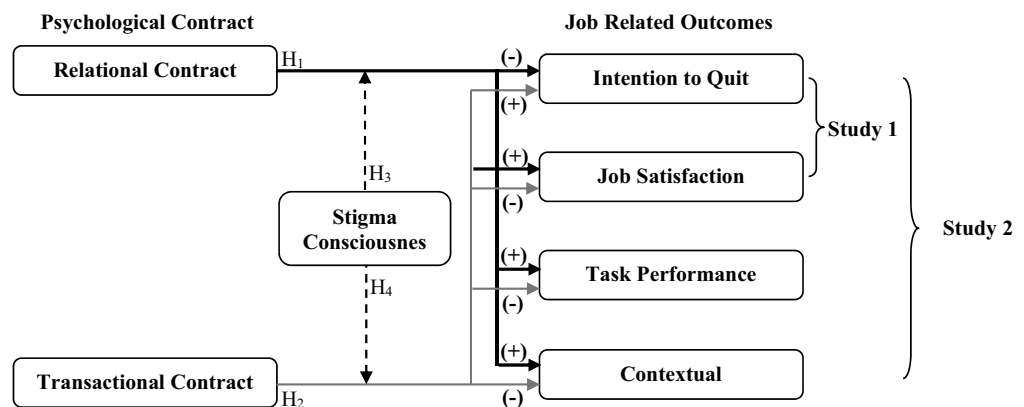 Psychological Contract
Job Related Outcomes
Relational Contract
H1
(-)
Intention to Quit
(+)
Study 1
(+)
Job Satisfaction
(-)
H3
Stigma
Consciousnes
Study 2
(+)
Task Performance
(-)
H4
(+)
Contextual
Transactional Contract
H2
(-)